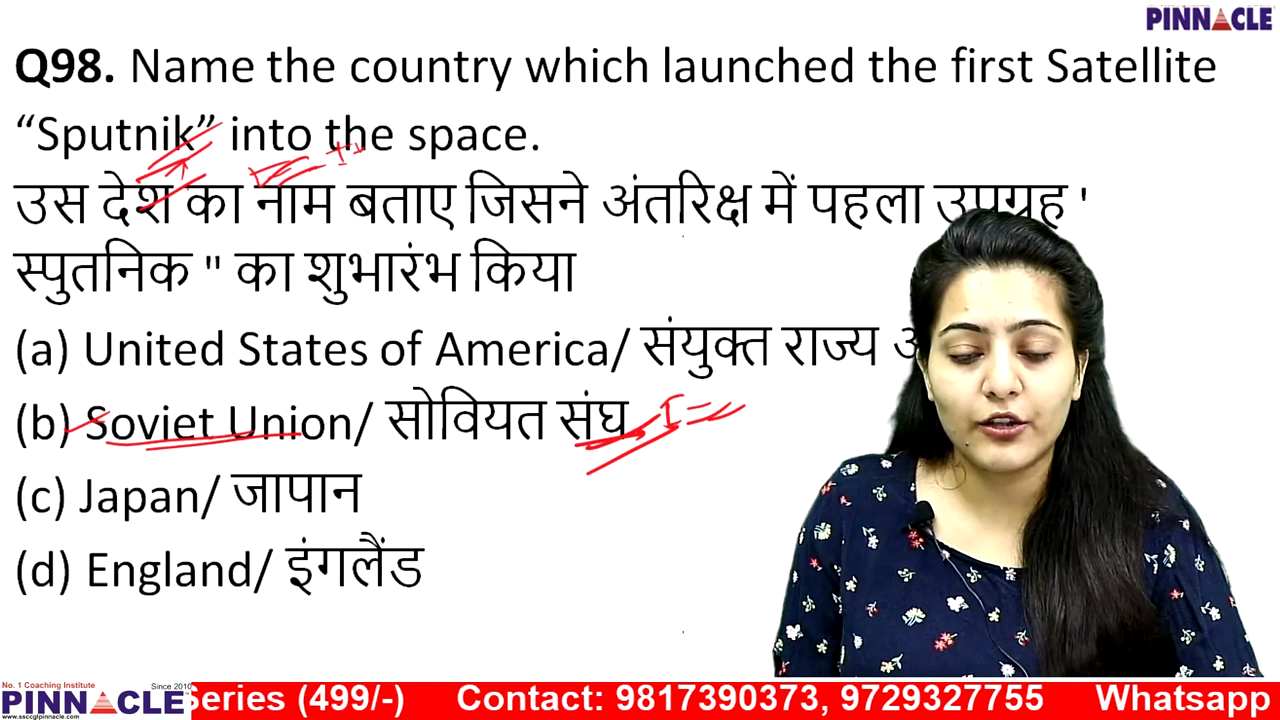 PINNACLE
Q98. Name the country which launched the first Satellite
“Sputnik” into the space.
उस देश का नाम बताए जिसने अंतरिक्ष में पहला उपग्रह '
स्पुतनिक " का शुभारंभ किया
(a) United States of America/ संयुक्त राज्य
(b) Soviet Union/ सोवियत संघ
(c) Japan/ जापान
(d) England/ इंगलैंड
No. 1 Coaching Institute Since 2010
PINNACLE
www.ssccglpinnacle.com
Series (499/-) Contact: 9817390373, 9729327755 Whatsapp